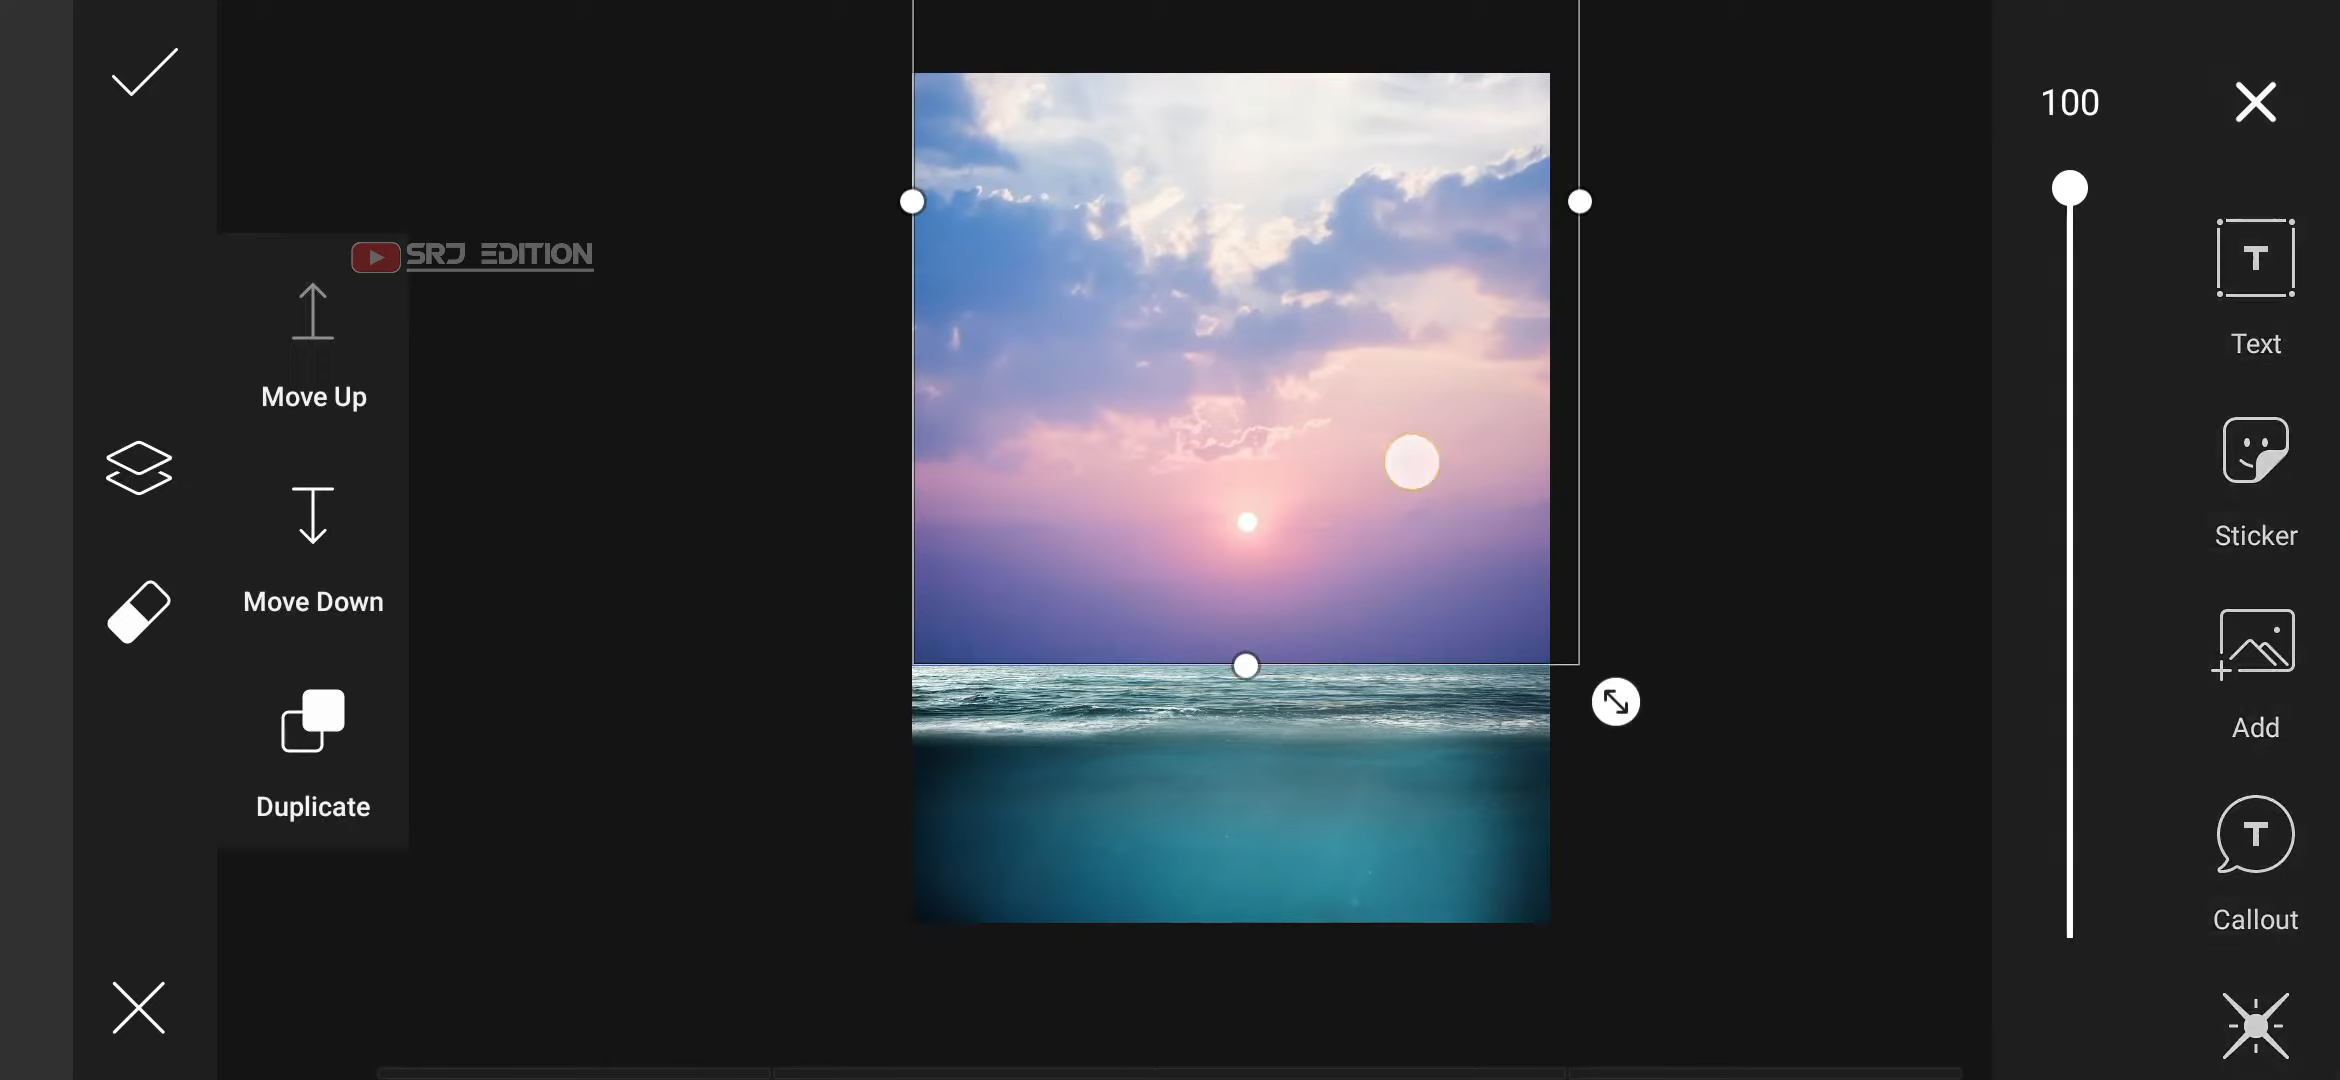 100
SRJ EDITION
Move Up
Move Down
Duplicate
T
Text
Sticker
Add
T
Callout